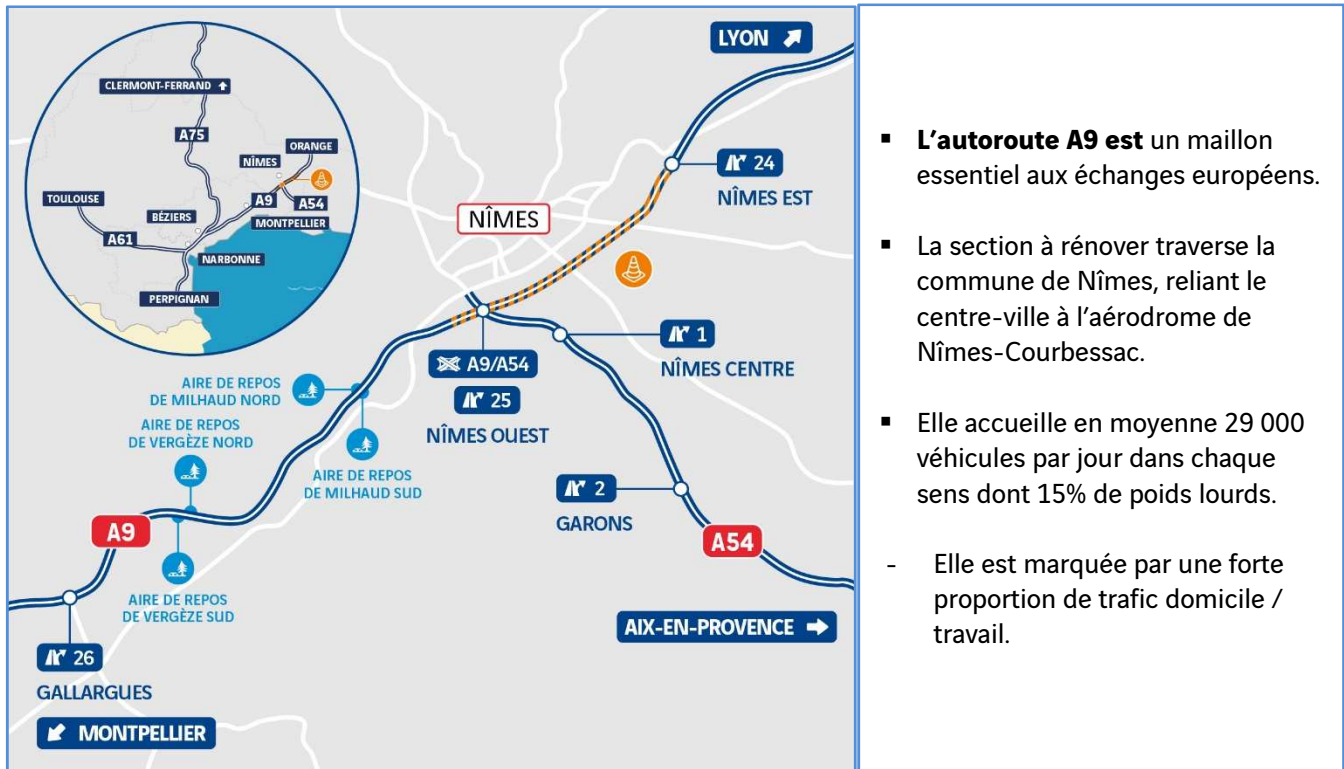 LYON
CLERMONT-FERRAND
A75
ORANGE
NÎMES
TOULOUSE
BÉZIERS
A9
A54
MONTPELLIER
A61
NARBONNE
PERPIGNAN
24
NÎMES EST
NÎMES
1
NÎMES CENTRE
A9/A54
25
NÎMES OUEST
AIRE DE REPOS
DE MILHAUD NORD
AIRE DE REPOS
DE VERGÈZE NORD
AIRE DE REPOS
DE MILHAUD SUD
2
GARONS
A9
A54
AIRE DE REPOS
DE VERGÈZE SUD
AIX-EN-PROVENCE
26
GALLARGUES
MONTPELLIER
▪ L’autoroute A9 est un maillon
essentiel aux échanges européens.
▪ La section à rénover traverse la
commune de Nîmes, reliant le
centre-ville à l’aérodrome de
Nîmes-Courbessac.
▪ Elle accueille en moyenne 29 000
véhicules par jour dans chaque
sens dont 15% de poids lourds.
- Elle est marquée par une forte
proportion de trafic domicile /
travail.